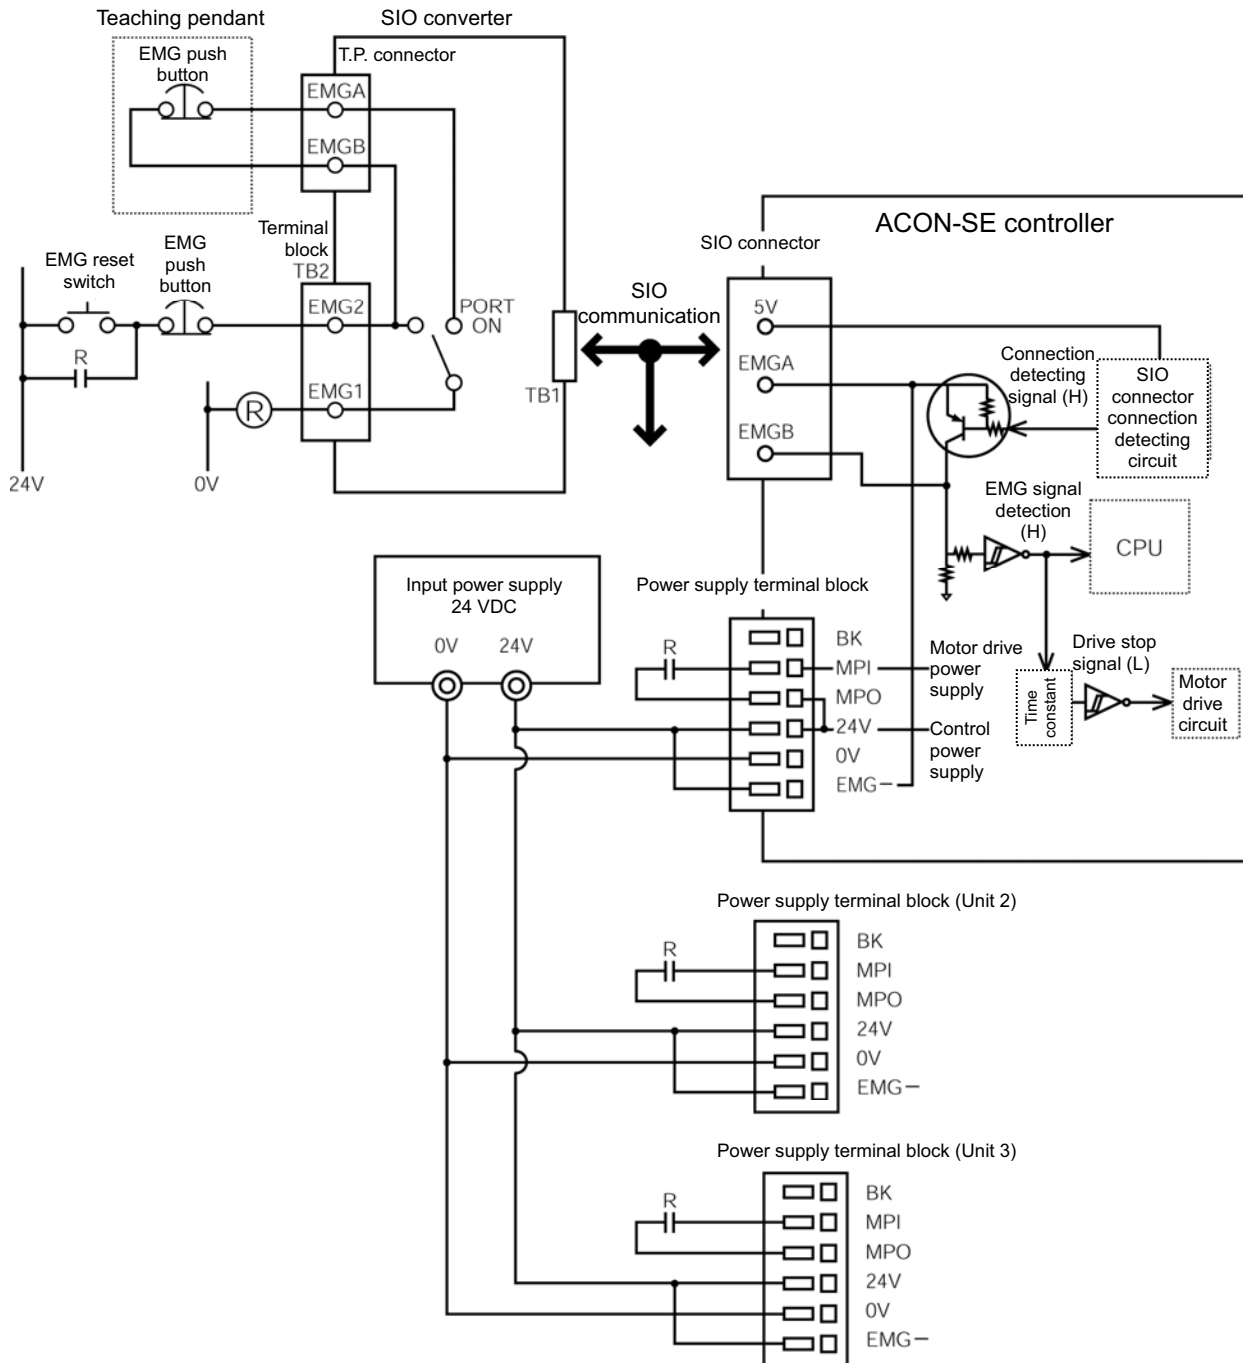 Teaching pendant
SIO converter
EMG push
button
T.P. connector
EMGA
EMGB
Terminal
block
TB2
EMG reset
switch
EMG
push
button
EMG2
PORT
ON
R
EMG1
R
TB1
24V
0V
SIO
communication
ACON-SE controller
SIO connector
5V
EMGA
EMGB
Connection
detecting
signal (H)
SIO
connector
connection
detecting
circuit
EMG signal
detection
(H)
CPU
Input power supply
24 VDC
0V
24V
Power supply terminal block
R
BK
MPI
MPO
24V
0V
EMG−
Motor drive
power
supply
Control
power
supply
Drive stop
signal (L)
Time
constant
Motor
drive
circuit
Power supply terminal block (Unit 2)
R
BK
MPI
MPO
24V
0V
EMG−
Power supply terminal block (Unit 3)
R
BK
MPI
MPO
24V
0V
EMG−